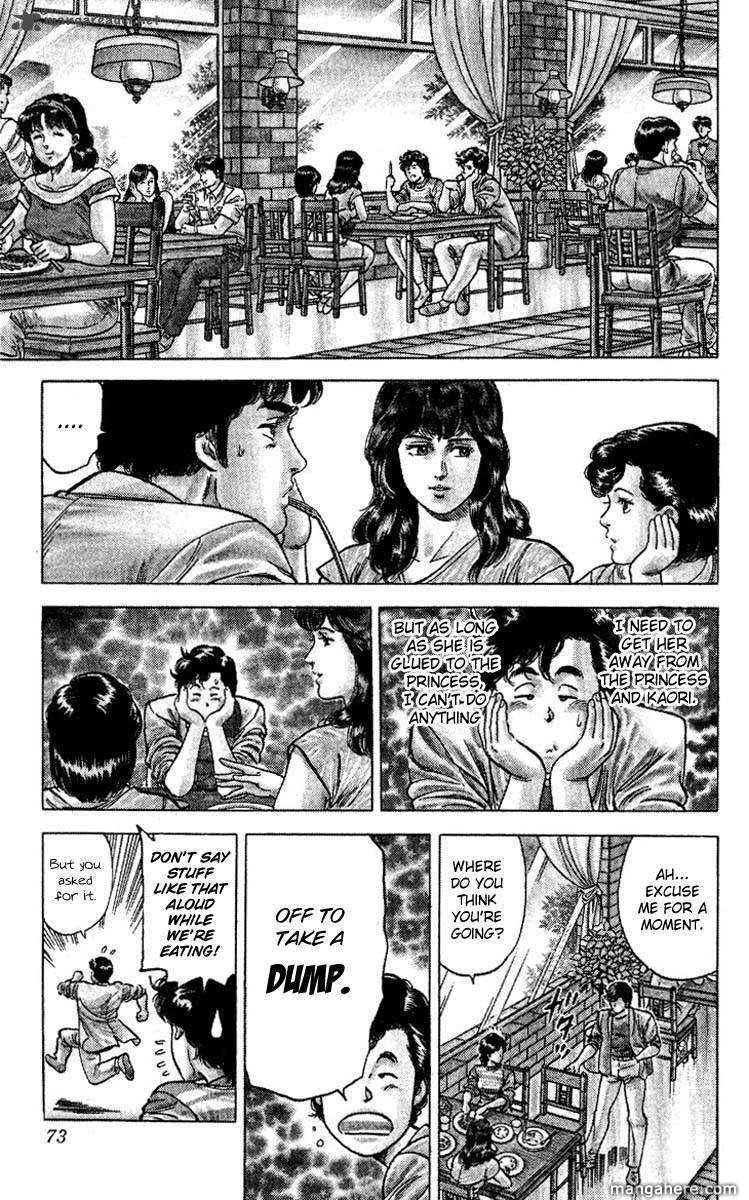 mangareader.net
....
I NEED TO
GET HER
AWAY FROM
THE PRINCESS
AND KAORI.
BUT AS LONG
AS SHE IS
GLUED TO THE
PRINCESS,
I CAN'T DO
ANYTHING
AH...
EXCUSE
ME FOR A
MOMENT.
WHERE
DO YOU
THINK
YOU'RE
GOING?
OFF TO
TAKE A
DUMP.
DON'T SAY
STUFF
LIKE THAT
ALOUD
WHILE
WE'RE
EATING!
But you
asked
for it.
73
mangahere.com